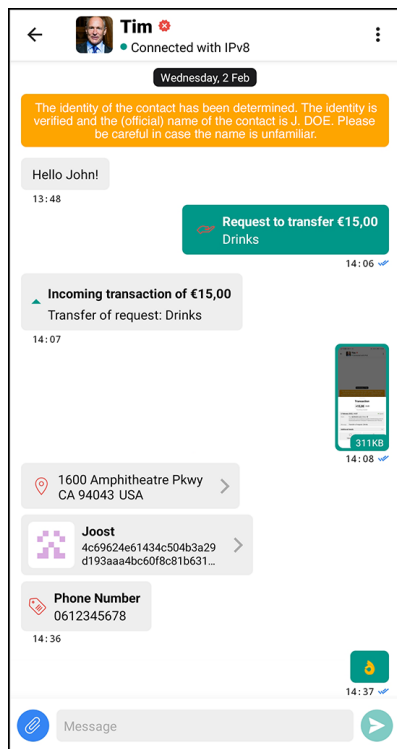 Tim
Connected with IPv8
Wednesday, 2 Feb
The identity of the contact has been determined. The identity is
verified and the (official) name of the contact is J. DOE. Please
be careful in case the name is unfamiliar.
Hello John!
13:48
Request to transfer €15,00
Drinks
14:06
Incoming transaction of €15,00
Transfer of request: Drinks
14:07
Transaction
311KB
14:08
1600 Amphitheatre Pkwy
CA 94043 USA
Joost
4c69624e61434c504b3a29
d193aaa4bc60f8c81b631...
Phone Number
0612345678
14:36
14:37
Message